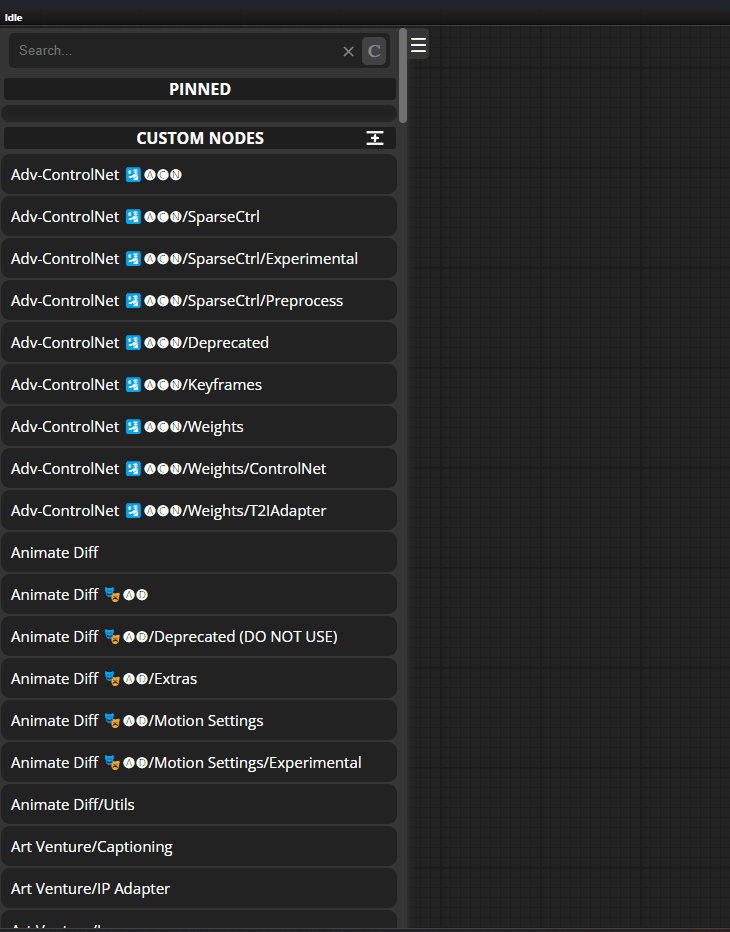 Idle
Search...
C
PINNED
CUSTOM NODES
Adv-ControlNet 🛂🅐🅒🅝
Adv-ControlNet 🛂🅐🅒🅝/SparseCtrl
Adv-ControlNet 🛂🅐🅒🅝/SparseCtrl/Experimental
Adv-ControlNet 🛂🅐🅒🅝/SparseCtrl/Preprocess
Adv-ControlNet 🛂🅐🅒🅝/Deprecated
Adv-ControlNet 🛂🅐🅒🅝/Keyframes
Adv-ControlNet 🛂🅐🅒🅝/Weights
Adv-ControlNet 🛂🅐🅒🅝/Weights/ControlNet
Adv-ControlNet 🛂🅐🅒🅝/Weights/T2IAdapter
Animate Diff
Animate Diff 🎭🅐🅓
Animate Diff 🎭🅐🅓/Deprecated (DO NOT USE)
Animate Diff 🎭🅐🅓/Extras
Animate Diff 🎭🅐🅓/Motion Settings
Animate Diff 🎭🅐🅓/Motion Settings/Experimental
Animate Diff/Utils
Art Venture/Captioning
Art Venture/IP Adapter